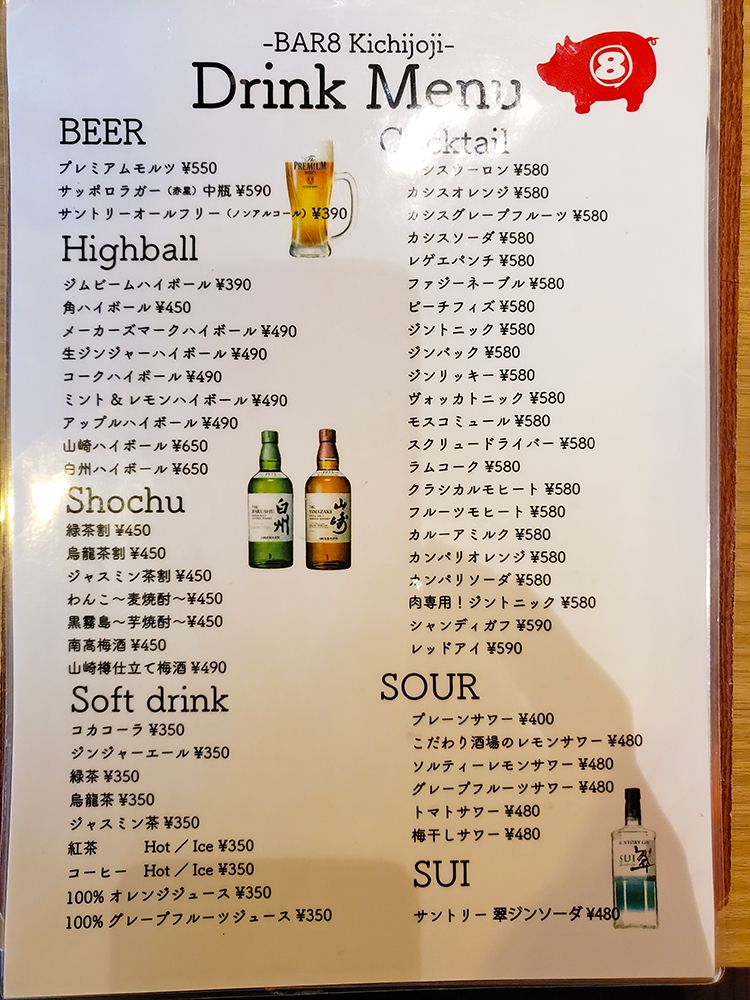 -BAR8 Kichijoji-
Drink Menu
8
BEER
プレミアムモルツ ¥550
サッポロラガー（赤星）中瓶 ¥590
サントリーオールフリー（ノンアルコール）¥390
The PREMIUM MALT'S
Highball
ジムビームハイボール ¥390
角ハイボール ¥450
メーカーズマークハイボール ¥490
生ジンジャーハイボール ¥490
コークハイボール ¥490
ミント & レモンハイボール ¥490
アップルハイボール ¥490
山崎ハイボール ¥650
白州ハイボール ¥650
THE HAKUSHU
白州
THE YAMAZAKI
山崎
Shochu
緑茶割 ¥450
烏龍茶割 ¥450
ジャスミン茶割 ¥450
わんこ〜麦焼酎〜¥450
黒霧島〜芋焼酎〜¥450
南高梅酒 ¥450
山崎樽仕立て梅酒 ¥490
Soft drink
コカコーラ ¥350
ジンジャーエール ¥350
緑茶 ¥350
烏龍茶 ¥350
ジャスミン茶 ¥350
紅茶 Hot ／ Ice ¥350
コーヒー Hot ／ Ice ¥350
100% オレンジジュース ¥350
100% グレープフルーツジュース ¥350
Cocktail
カシスウーロン ¥580
カシスオレンジ ¥580
カシスグレープフルーツ ¥580
カシスソーダ ¥580
レゲエパンチ ¥580
ファジーネーブル ¥580
ピーチフィズ ¥580
ジントニック ¥580
ジンバック ¥580
ジンリッキー ¥580
ヴォッカトニック ¥580
モスコミュール ¥580
スクリュードライバー ¥580
ラムコーク ¥580
クラシカルモヒート ¥580
フルーツモヒート ¥580
カルーアミルク ¥580
カンパリオレンジ ¥580
カンパリソーダ ¥580
肉専用！ジントニック ¥580
シャンディガフ ¥590
レッドアイ ¥590
SOUR
プレーンサワー ¥400
こだわり酒場のレモンサワー ¥480
ソルティーレモンサワー ¥480
グレープフルーツサワー ¥480
トマトサワー ¥480
梅干しサワー ¥480
SUI
サントリー 翠ジンソーダ ¥480
SUNTORY GIN
SUI
翠